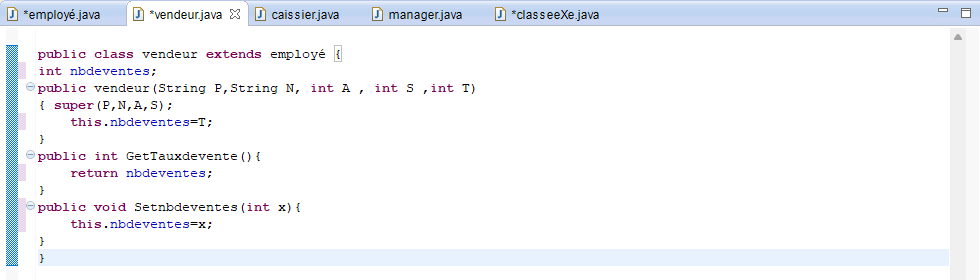 *employé.java *vendeur.java caissier.java manager.java *classeeXe.java
public class vendeur extends employé {
int nbdeventes;
public vendeur(String P,String N, int A , int S ,int T)
{ super(P,N,A,S);
this.nbdeventes=T;
}
public int GetTauxdevente(){
return nbdeventes;
}
public void Setnbdeventes(int x){
this.nbdeventes=x;
}
}